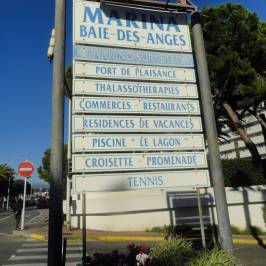 MARINA
BAIE-DES-ANGES
PORT DE PLAISANCE
THALASSOTHERAPIES
COMMERCES - RESTAURANTS
RESIDENCES DE VACANCES
PISCINE "LE LAGON"
CROISETTE - PROMENADE
TENNIS